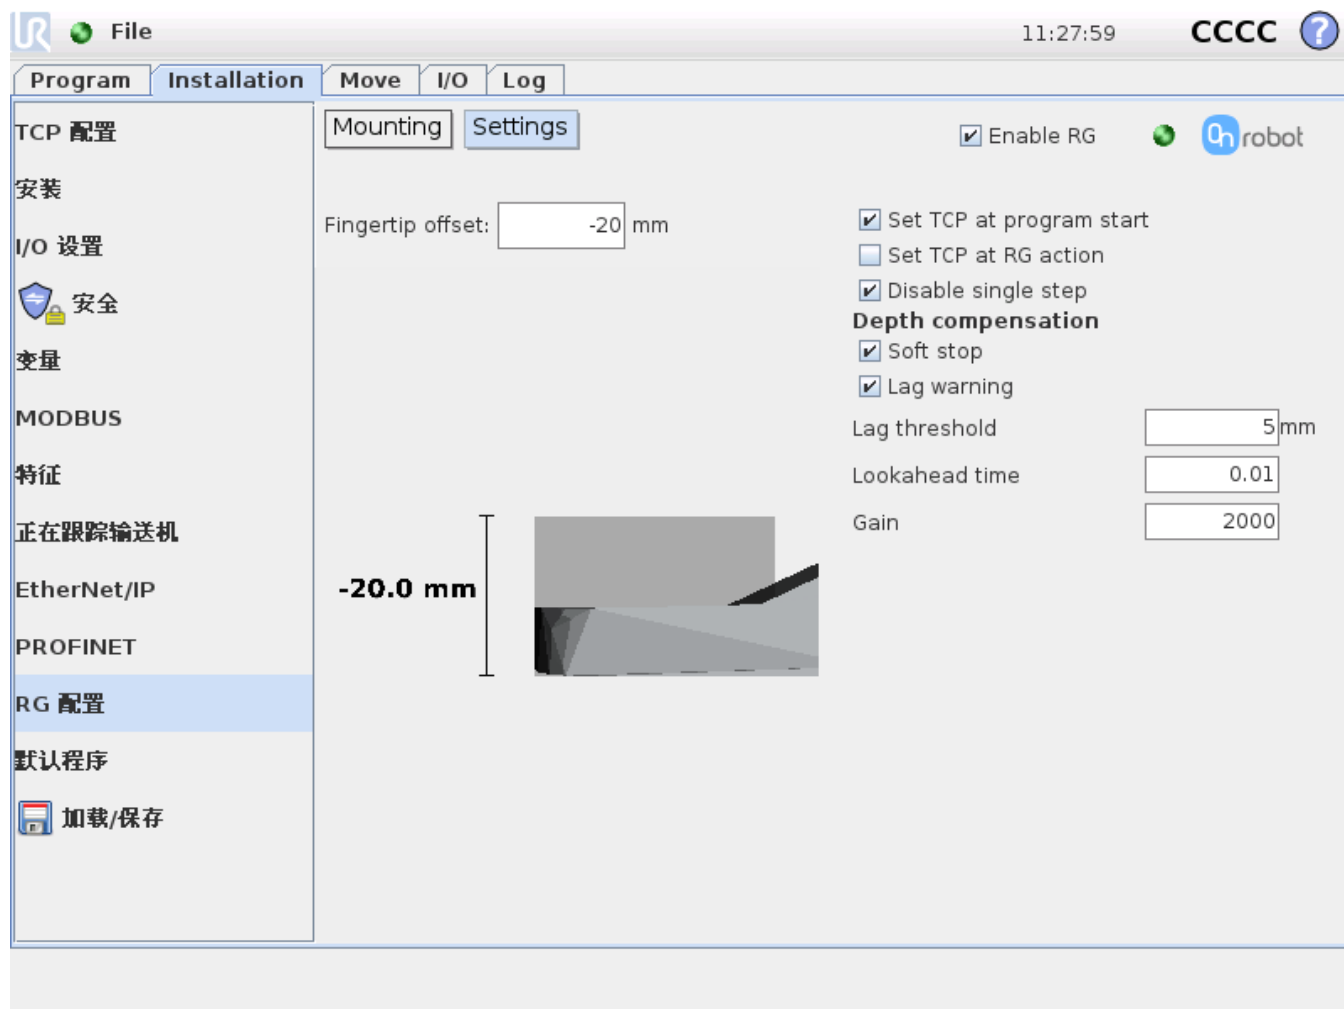 File
11:27:59
CCCC
?
Program
Installation
Move
I/O
Log
TCP 配置
安装
I/O 设置
安全
变量
MODBUS
特征
正在跟踪输送机
EtherNet/IP
PROFINET
RG 配置
默认程序
加载/保存
Mounting
Settings
Enable RG
On robot
Fingertip offset: -20 mm
-20.0 mm
Set TCP at program start
Set TCP at RG action
Disable single step
Depth compensation
Soft stop
Lag warning
Lag threshold 5 mm
Lookahead time 0.01
Gain 2000